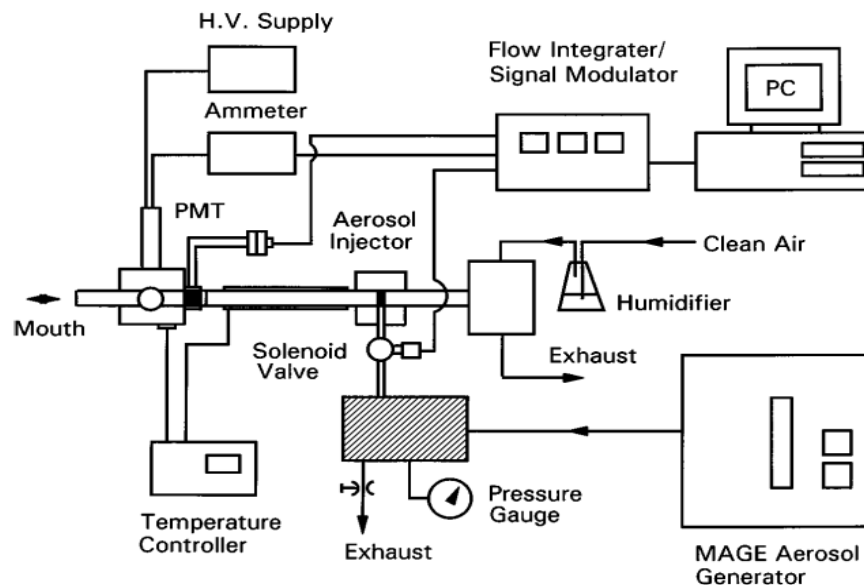 H.V. Supply
Ammeter
Flow Integrater/
Signal Modulator
PC
PMT
Aerosol
Injector
Clean Air
Humidifier
Mouth
Solenoid
Valve
Exhaust
Temperature
Controller
Exhaust
Pressure
Gauge
MAGE Aerosol
Generator